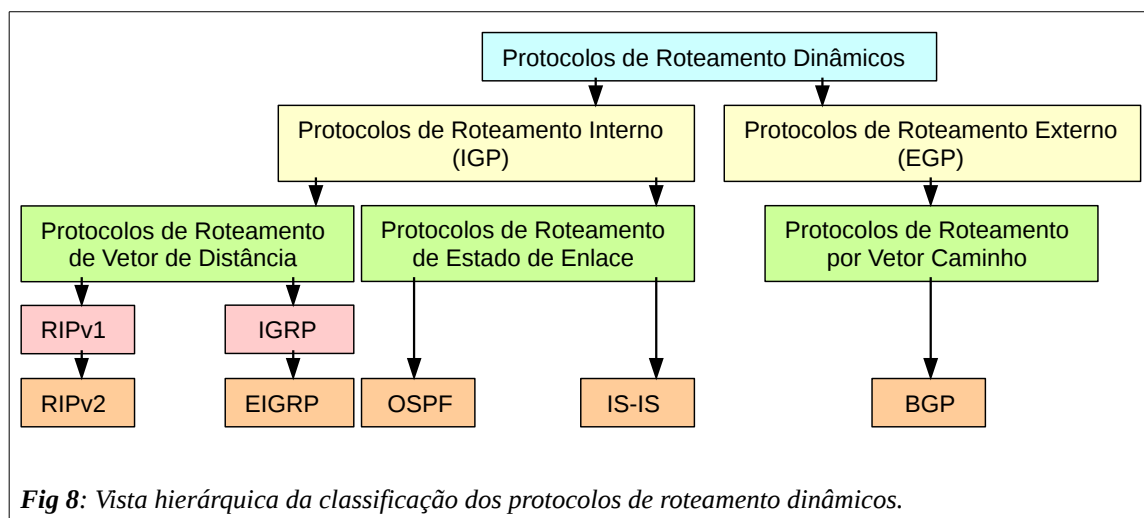 Protocolos de Roteamento Dinâmicos
Protocolos de Roteamento Interno
(IGP)
Protocolos de Roteamento Externo
(EGP)
Protocolos de Roteamento
de Vetor de Distância
Protocolos de Roteamento
de Estado de Enlace
Protocolos de Roteamento
por Vetor Caminho
RIPv1
IGRP
RIPv2
EIGRP
OSPF
IS-IS
BGP
Fig 8: Vista hierárquica da classificação dos protocolos de roteamento dinâmicos.